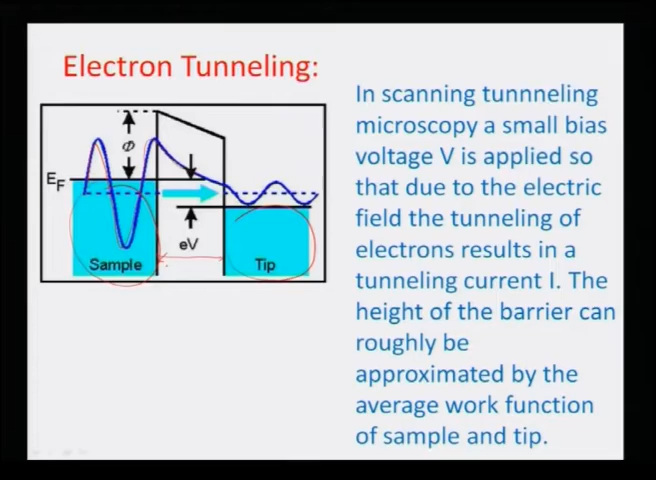 Electron Tunneling:
In scanning tunnneling
microscopy a small bias
voltage V is applied so
that due to the electric
field the tunneling of
electrons results in a
tunneling current I. The
height of the barrier can
roughly be
approximated by the
average work function
of sample and tip.
Φ
EF
eV
Sample
Tip